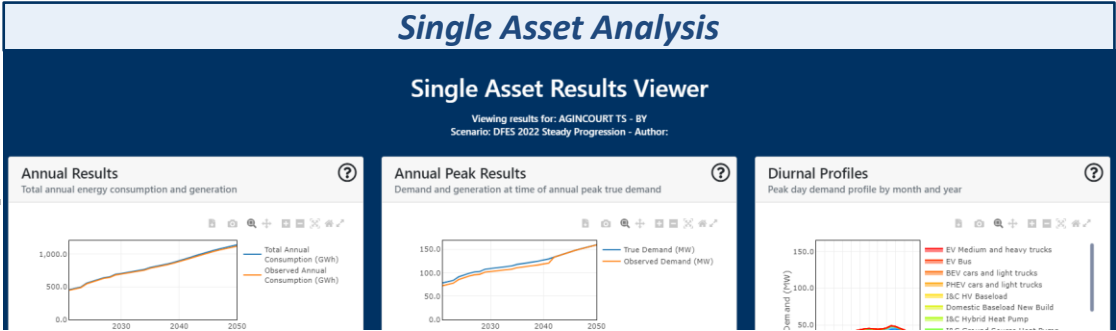 Single Asset Analysis
Single Asset Results Viewer
Viewing results for: AGINCOURT TS - BY
Scenario: DFES 2022 Steady Progression - Author:
Annual Results
Total annual energy consumption and generation
1,000.0
500.0
0.0
2030 2040 2050
Total Annual
Consumption (GWh)
Observed Annual
Consumption (GWh)
Annual Peak Results
Demand and generation at time of annual peak true demand
150.0
100.0
50.0
0.0
2030 2040 2050
True Demand (MW)
Observed Demand (MW)
Diurnal Profiles
Peak day demand profile by month and year
150.0
100.0
50.0
Demand (MW)
EV Medium and heavy trucks
EV Bus
BEV cars and light trucks
PHEV cars and light trucks
I&C HV Baseload
Domestic Baseload New Build
I&C Hybrid Heat Pump
I&C Ground Source Heat Pump